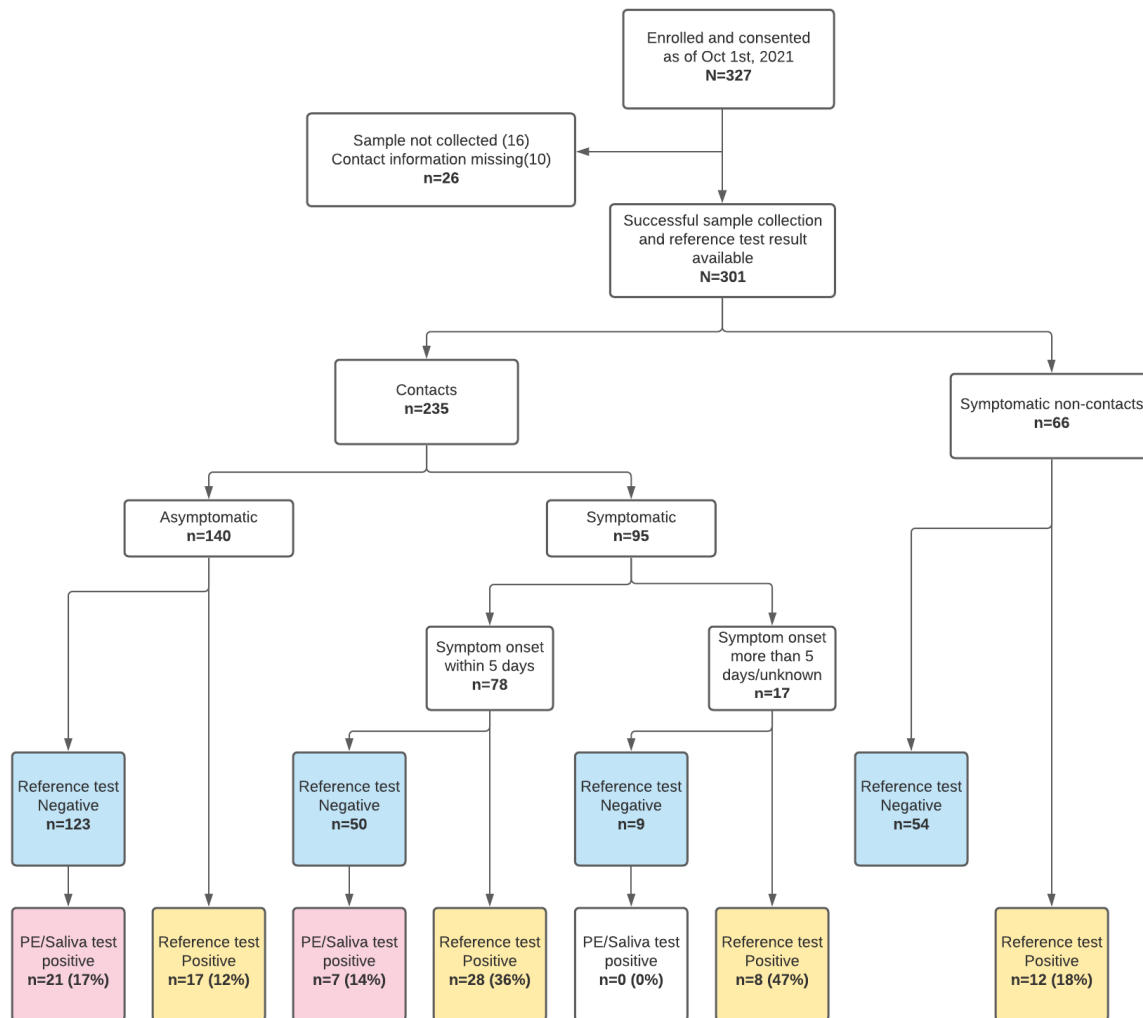 Enrolled and consented
as of Oct 1st, 2021
N=327
Sample not collected (16)
Contact information missing(10)
n=26
Successful sample collection
and reference test result
available
N=301
Contacts
n=235
Symptomatic non-contacts
n=66
Asymptomatic
n=140
Symptomatic
n=95
Symptom onset
within 5 days
n=78
Symptom onset
more than 5
days/unknown
n=17
Reference test
Negative
n=123
Reference test
Negative
n=50
Reference test
Negative
n=9
Reference test
Negative
n=54
PE/Saliva test
positive
n=21 (17%)
Reference test
Positive
n=17 (12%)
PE/Saliva test
positive
n=7 (14%)
Reference test
Positive
n=28 (36%)
PE/Saliva test
positive
n=0 (0%)
Reference test
Positive
n=8 (47%)
Reference test
Positive
n=12 (18%)